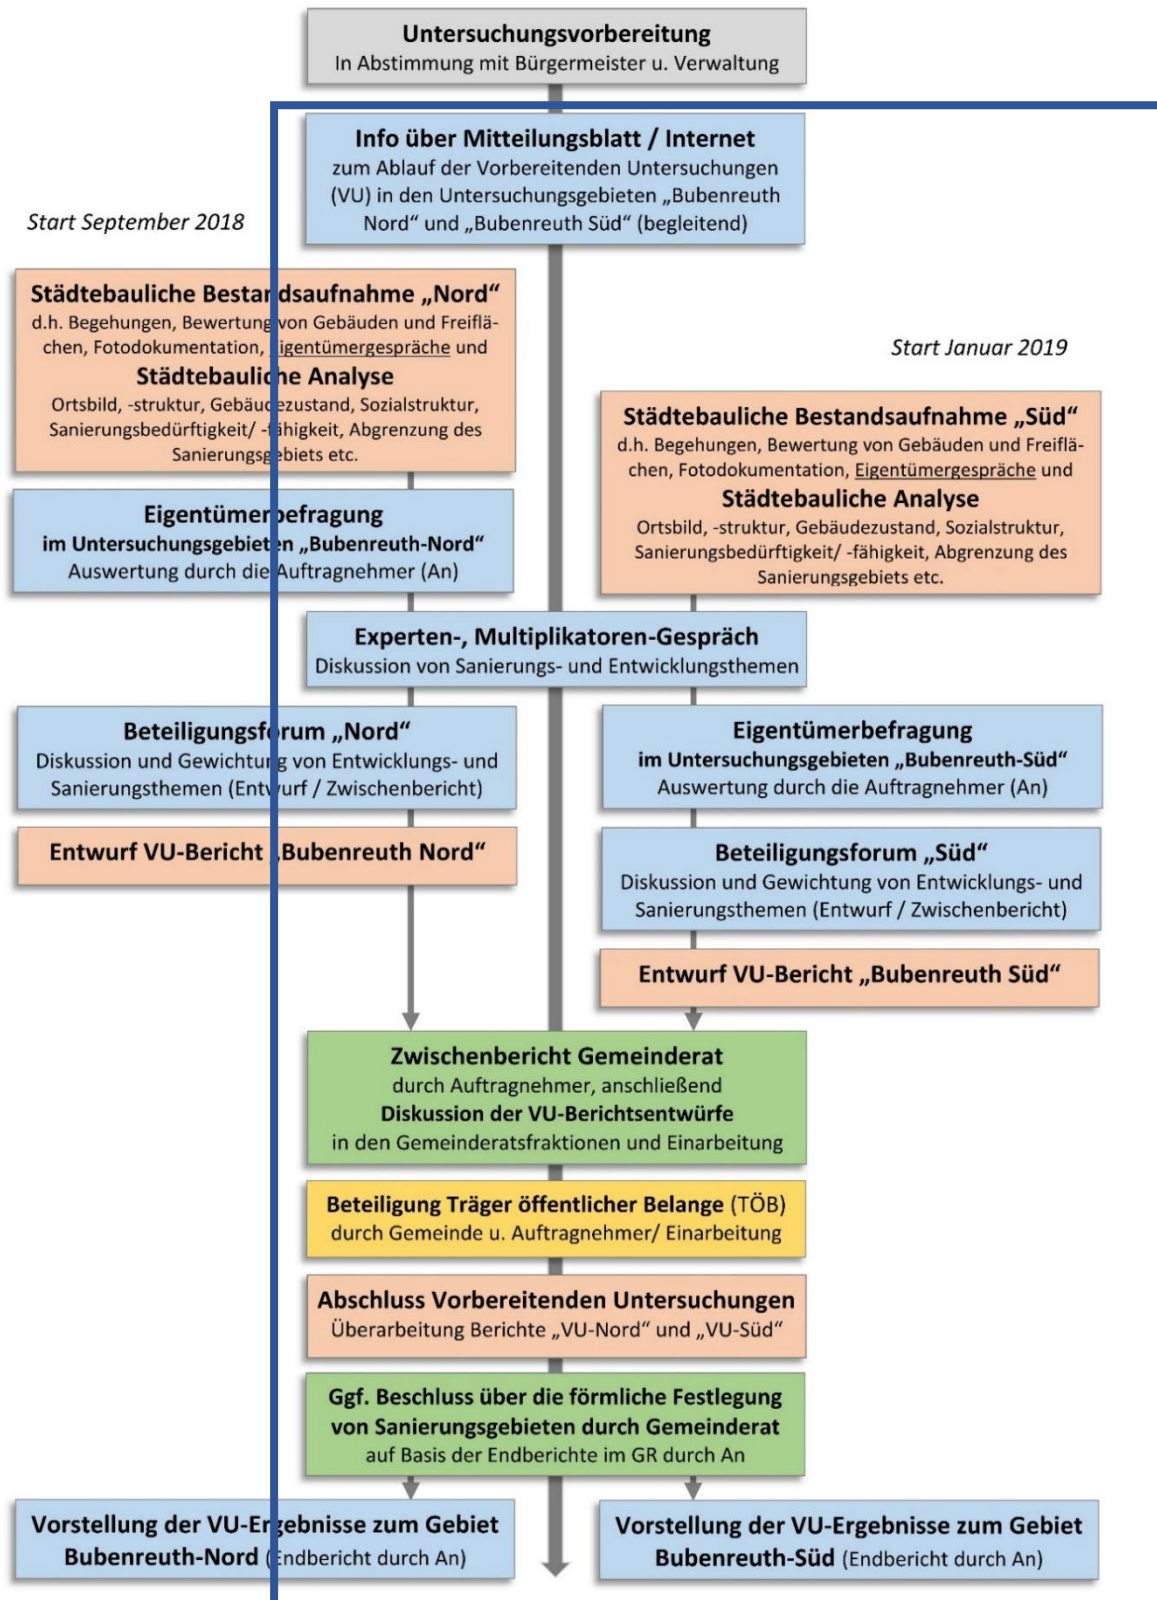 Untersuchungsvorbereitung
In Abstimmung mit Bürgermeister u. Verwaltung
Info über Mitteilungsblatt / Internet
zum Ablauf der Vorbereitenden Untersuchungen
(VU) in den Untersuchungsgebieten „Bubenreuth
Nord“ und „Bubenreuth Süd“ (begleitend)
Start September 2018
Städtebauliche Bestandsaufnahme „Nord“
d.h. Begehungen, Bewertung von Gebäuden und Freiflä-
chen, Fotodokumentation, Eigentümergespräche und
Städtebauliche Analyse
Ortsbild, -struktur, Gebäudezustand, Sozialstruktur,
Sanierungsbedürftigkeit/ -fähigkeit, Abgrenzung des
Sanierungsgebiets etc.
Start Januar 2019
Städtebauliche Bestandsaufnahme „Süd“
d.h. Begehungen, Bewertung von Gebäuden und Freiflä-
chen, Fotodokumentation, Eigentümergespräche und
Städtebauliche Analyse
Ortsbild, -struktur, Gebäudezustand, Sozialstruktur,
Sanierungsbedürftigkeit/ -fähigkeit, Abgrenzung des
Sanierungsgebiets etc.
Eigentümerbefragung
im Untersuchungsgebieten „Bubenreuth-Nord“
Auswertung durch die Auftragnehmer (An)
Experten-, Multiplikatoren-Gespräch
Diskussion von Sanierungs- und Entwicklungsthemen
Beteiligungsforum „Nord“
Diskussion und Gewichtung von Entwicklungs- und
Sanierungsthemen (Entwurf / Zwischenbericht)
Eigentümerbefragung
im Untersuchungsgebieten „Bubenreuth-Süd“
Auswertung durch die Auftragnehmer (An)
Entwurf VU-Bericht „Bubenreuth Nord“
Beteiligungsforum „Süd“
Diskussion und Gewichtung von Entwicklungs- und
Sanierungsthemen (Entwurf / Zwischenbericht)
Entwurf VU-Bericht „Bubenreuth Süd“
Zwischenbericht Gemeinderat
durch Auftragnehmer, anschließend
Diskussion der VU-Berichtsentwürfe
in den Gemeinderatsfraktionen und Einarbeitung
Beteiligung Träger öffentlicher Belange (TÖB)
durch Gemeinde u. Auftragnehmer/ Einarbeitung
Abschluss Vorbereitenden Untersuchungen
Überarbeitung Berichte „VU-Nord“ und „VU-Süd“
Ggf. Beschluss über die förmliche Festlegung
von Sanierungsgebieten durch Gemeinderat
auf Basis der Endberichte im GR durch An
Vorstellung der VU-Ergebnisse zum Gebiet
Bubenreuth-Nord (Endbericht durch An)
Vorstellung der VU-Ergebnisse zum Gebiet
Bubenreuth-Süd (Endbericht durch An)